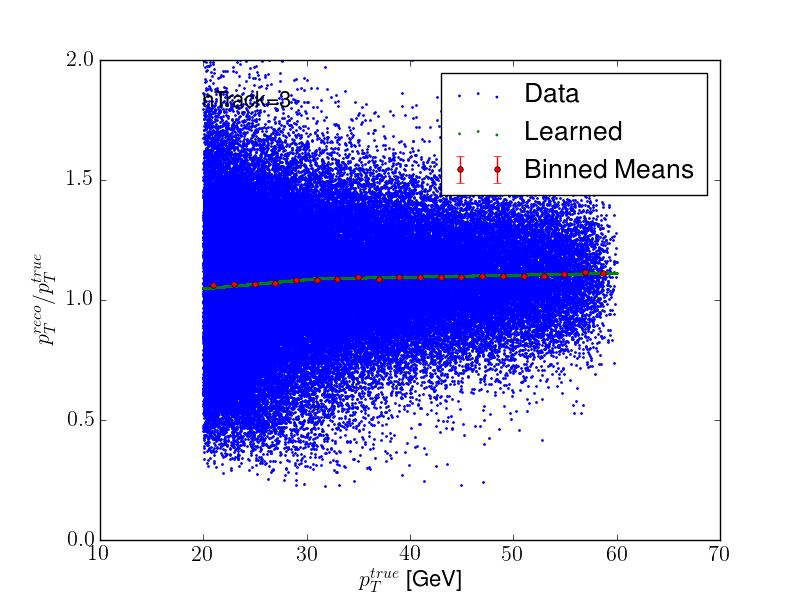 2.0
nTrack=3
Data
Learned
Binned Means
1.5
1.0
0.5
0.0
p_T^{reco}/p_T^{true}
10 20 30 40 50 60 70
p_T^{true} [GeV]